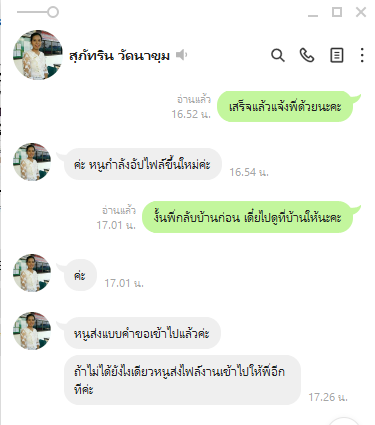 สุภัทริน วัดนาขุม
อ่านแล้ว
16.52 น.
เสร็จแล้วแจ้งพี่ด้วยนะคะ
ค่ะ หนูกำลังอัปไฟล์ขึ้นใหม่ค่ะ
16.54 น.
อ่านแล้ว
17.01 น.
งั้นพี่กลับบ้านก่อน เดี๋ยไปดูที่บ้านให้นะคะ
ค่ะ
17.01 น.
หนูส่งแบบคำขอเข้าไปแล้วค่ะ
ถ้าไม่ได้ยังไงเดียวหนูส่งไฟล์งานเข้าไปให้พี่อีก
ทีค่ะ
17.26 น.